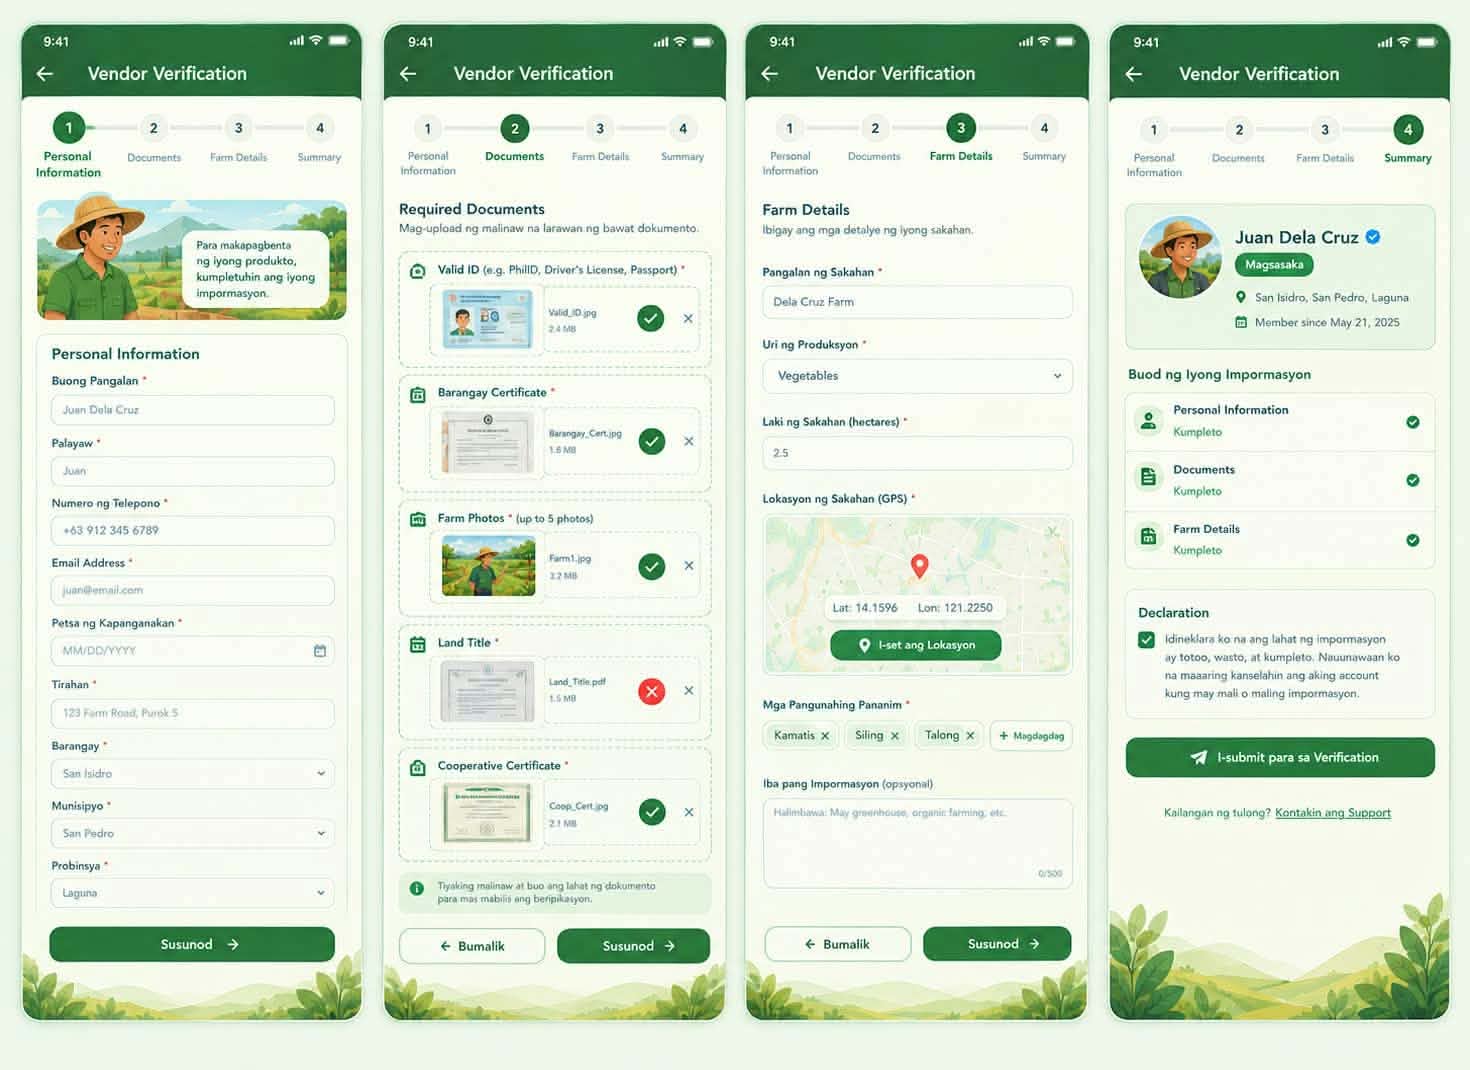 9:41
Vendor Verification
1
2
3
4
Personal Information
Documents
Farm Details
Summary
Para makapagbenta
ng iyong produkto,
kumpletuhin ang iyong
impormasyon.
Personal Information
Buong Pangalan *
Juan Dela Cruz
Palayaw *
Juan
Numero ng Telepono *
+63 912 345 6789
Email Address *
juan@email.com
Petsa ng Kapanganakan *
MM/DD/YYYY
Tirahan *
123 Farm Road, Purok 5
Barangay *
San Isidro
Munisipyo *
San Pedro
Probinsya *
Laguna
Susunod
9:41
Vendor Verification
1
2
3
4
Personal Information
Documents
Farm Details
Summary
Required Documents
Mag-upload ng malinaw na larawan ng bawat dokumento.
Valid ID (e.g. PhilID, Driver's License, Passport) *
Valid_ID.jpg
2.4 MB
Barangay Certificate *
Barangay_Cert.jpg
1.8 MB
Farm Photos * (up to 5 photos)
Farm1.jpg
3.2 MB
Land Title *
Land_Title.pdf
1.5 MB
Cooperative Certificate *
Coop_Cert.jpg
2.1 MB
Tiyaking malinaw at buo ang lahat ng dokumento
para mas mabilis ang beripikasyon.
Bumalik
Susunod
9:41
Vendor Verification
1
2
3
4
Personal Information
Documents
Farm Details
Summary
Farm Details
Ibigay ang mga detalye ng iyong sakahan.
Pangalan ng Sakahan *
Dela Cruz Farm
Uri ng Produksyon *
Vegetables
Laki ng Sakahan (hectares) *
2.5
Lokasyon ng Sakahan (GPS) *
Lat: 14.1596 Lon: 121.2250
I-set ang Lokasyon
Mga Pangunahing Pananim *
Kamatis ×
Siling ×
Talong ×
+ Magdagdag
Iba pang Impormasyon (opsyonal)
Halimbawa: May greenhouse, organic farming, etc.
0/500
Bumalik
Susunod
9:41
Vendor Verification
1
2
3
4
Personal Information
Documents
Farm Details
Summary
Juan Dela Cruz
Magsasaka
San Isidro, San Pedro, Laguna
Member since May 21, 2025
Buod ng Iyong Impormasyon
Personal Information
Kumpleto
Documents
Kumpleto
Farm Details
Kumpleto
Declaration
Idineklara ko na ang lahat ng impormasyon
ay totoo, wasto, at kumpleto. Nauunawaan ko
na maaaring kanselahin ang aking account
kung may mali o maling impormasyon.
I-submit para sa Verification
Kailangan ng tulong? Kontakin ang Support